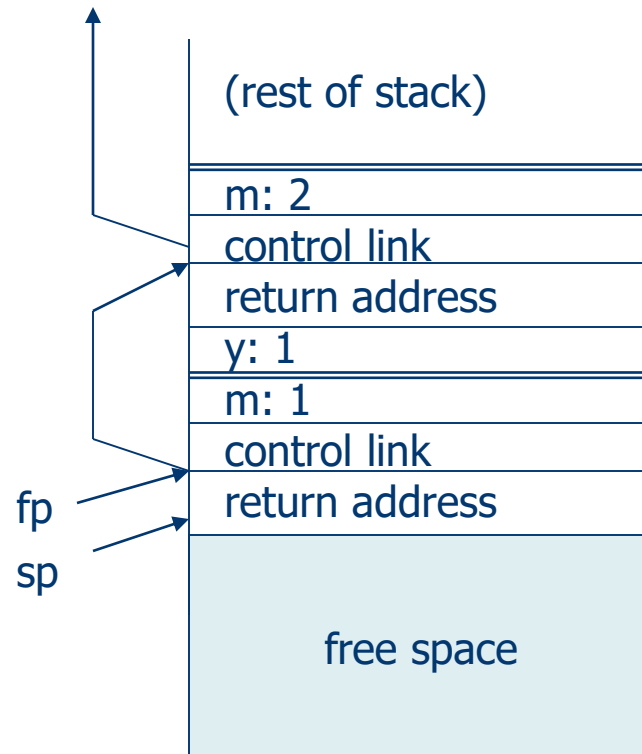 (rest of stack)
m: 2
control link
return address
y: 1
m: 1
control link
return address
fp
sp
free space